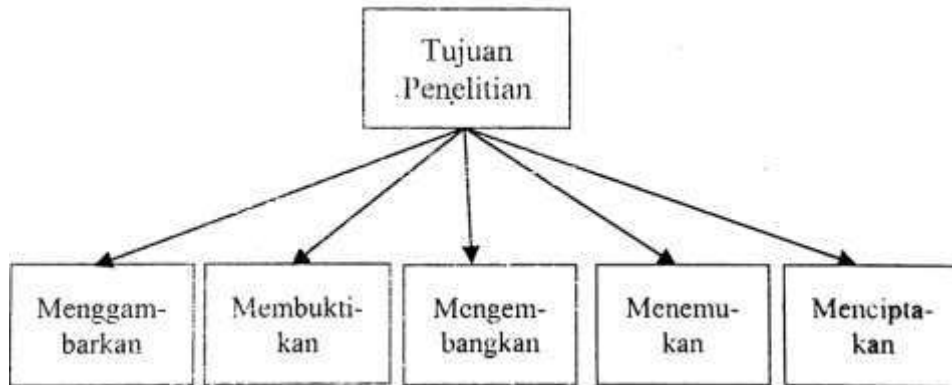 Tujuan
Penelitian
Menggam-
barkan
Membukti-
kan
Mengem-
bangkan
Menemu-
kan
Mencipta-
kan